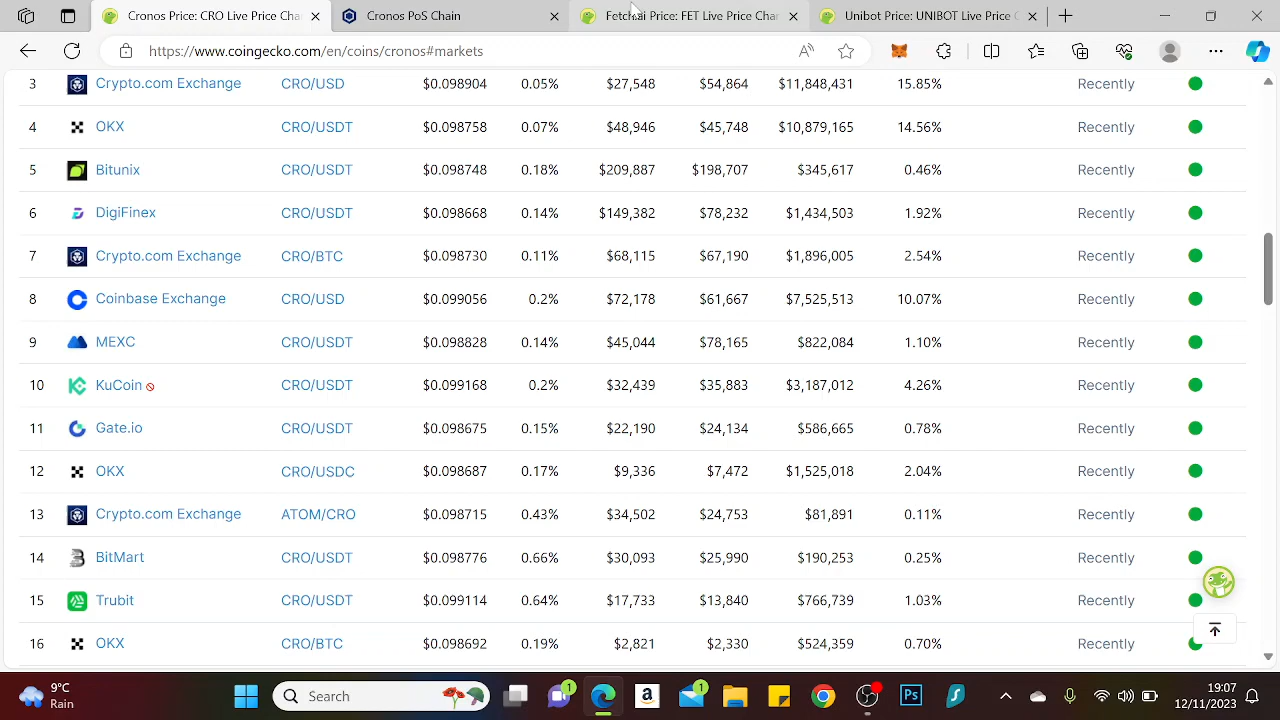 Cronos Price: CRO Live Price Cha
Cronos PoS Chain
Fetch Price: FET Live Price Char
Unibot Price: UNIBOT Live Price C
https://www.coingecko.com/en/coins/cronos#markets
3 Crypto.com Exchange CRO/USD $0.098904 0.05% $27,548 $54,864 $11,848,431 15.85% Recently
4 OKX CRO/USDT $0.098758 0.07% $48,946 $45,748 $10,879,165 14.56% Recently
5 Bitunix CRO/USDT $0.098748 0.18% $209,887 $198,707 $345,617 0.46% Recently
6 DigiFinex CRO/USDT $0.098668 0.14% $149,382 $78,232 $1,434,503 1.92% Recently
7 Crypto.com Exchange CRO/BTC $0.098730 0.11% $68,115 $67,190 $1,896,005 2.54% Recently
8 Coinbase Exchange CRO/USD $0.099056 0.2% $72,178 $61,667 $7,525,513 10.07% Recently
9 MEXC CRO/USDT $0.098828 0.14% $45,044 $78,165 $822,084 1.10% Recently
10 KuCoin CRO/USDT $0.099168 0.2% $32,439 $35,883 $3,187,012 4.26% Recently
11 Gate.io CRO/USDT $0.098675 0.15% $22,190 $24,134 $586,665 0.78% Recently
12 OKX CRO/USDC $0.098687 0.17% $9,336 $7,472 $1,525,018 2.04% Recently
13 Crypto.com Exchange ATOM/CRO $0.098715 0.43% $34,502 $24,753 $81,891 0.11% Recently
14 BitMart CRO/USDT $0.098776 0.66% $30,093 $25,990 $190,253 0.25% Recently
15 Trubit CRO/USDT $0.099114 0.64% $17,733 $13,840 $766,739 1.03% Recently
16 OKX CRO/BTC $0.098692 0.19% $2,821 $2,330 $524,359 0.70% Recently
9°C
Rain
Search
1
a
1
Ps
19:07
12/11/2023